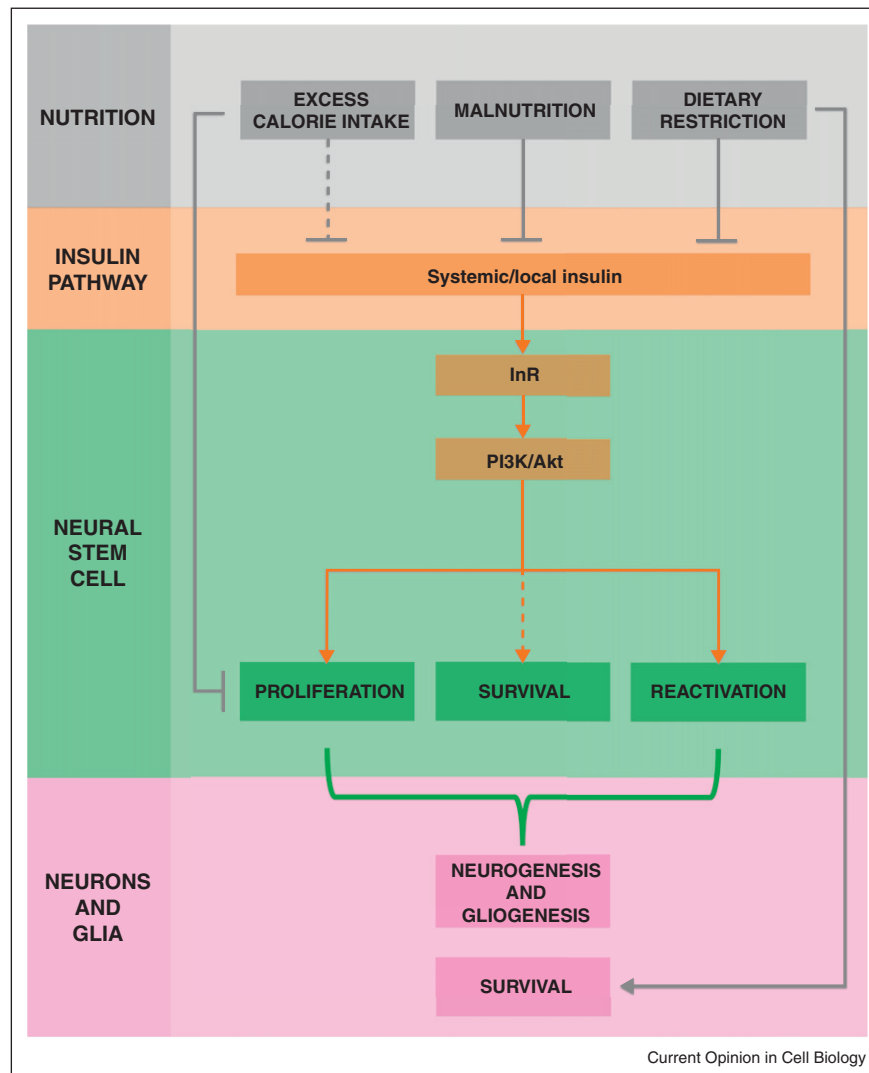 NUTRITION
EXCESS
CALORIE INTAKE
MALNUTRITION
DIETARY
RESTRICTION
INSULIN
PATHWAY
Systemic/local insulin
NEURAL
STEM
CELL
InR
PI3K/Akt
PROLIFERATION
SURVIVAL
REACTIVATION
NEURONS
AND
GLIA
NEUROGENESIS
AND
GLIOGENESIS
SURVIVAL
Current Opinion in Cell Biology